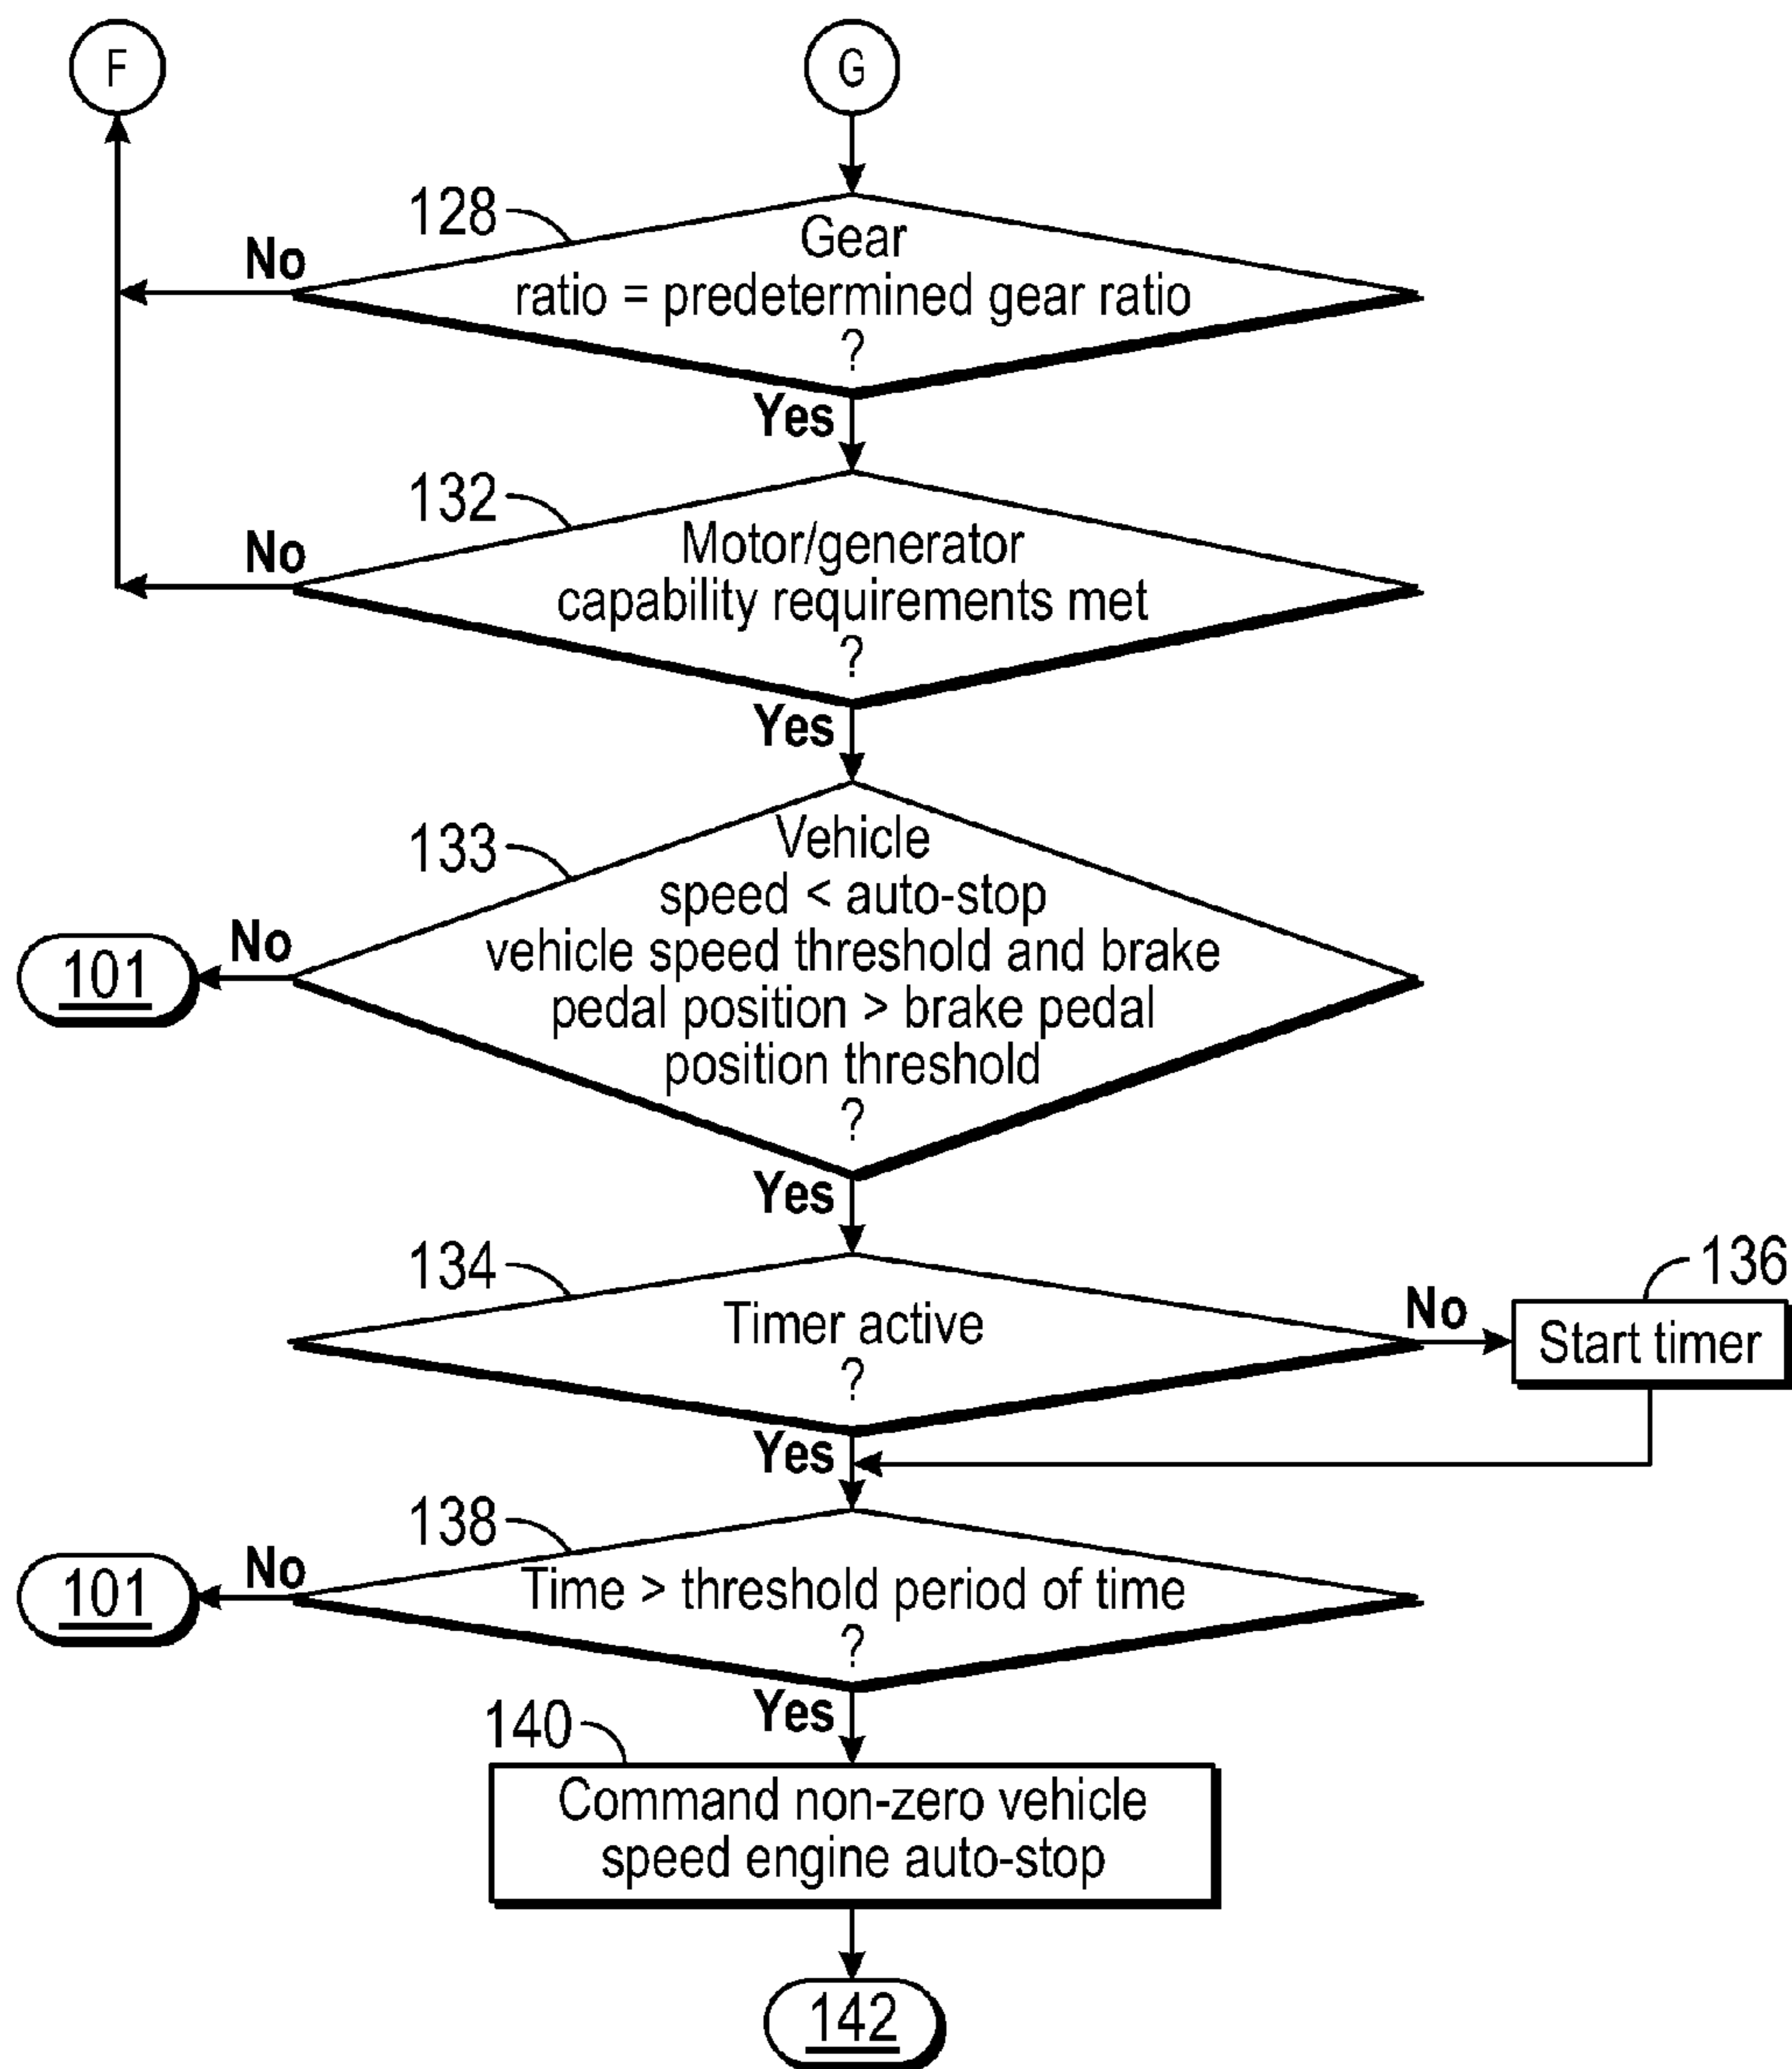 F
G
128
No
Gear
ratio = predetermined gear ratio
?
Yes
132
No
Motor/generator
capability requirements met
?
Yes
133
No
101
Vehicle
speed < auto-stop
vehicle speed threshold and brake
pedal position > brake pedal
position threshold
?
Yes
134
Timer active
?
No
136
Start timer
Yes
138
No
101
Time > threshold period of time
?
Yes
140
Command non-zero vehicle
speed engine auto-stop
142